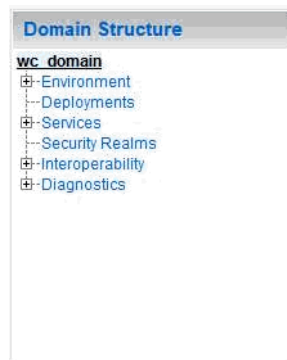 Domain Structure
wc_domain
Environment
Deployments
Services
Security Realms
Interoperability
Diagnostics